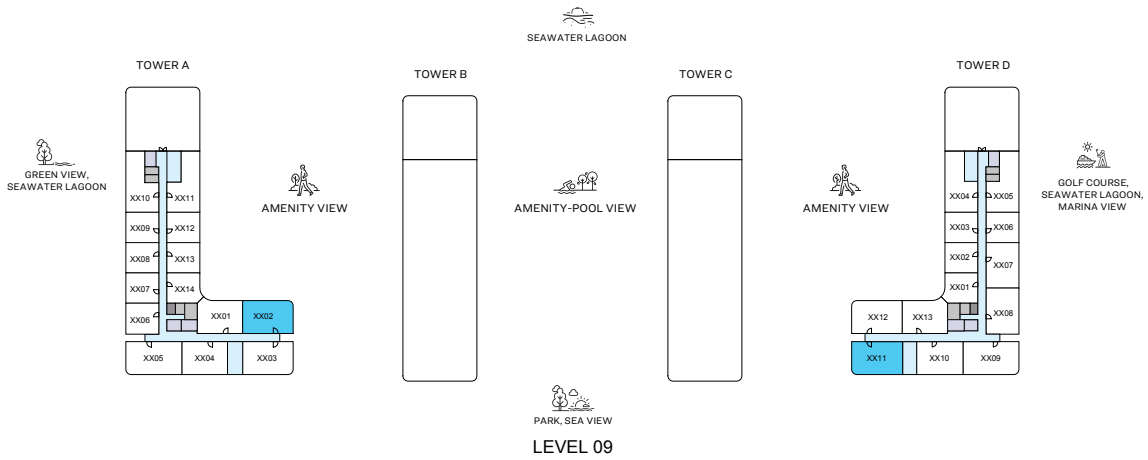 SEAWATER LAGOON
TOWER A
TOWER B
TOWER C
TOWER D
GREEN VIEW,
SEAWATER LAGOON
AMENITY VIEW
AMENITY-POOL VIEW
AMENITY VIEW
GOLF COURSE,
SEAWATER LAGOON,
MARINA VIEW
XX10 XX11
XX09 XX12
XX08 XX13
XX07 XX14
XX06 XX01 XX02
XX05 XX04 XX03
XX04 XX05
XX03 XX06
XX02 XX07
XX01
XX12 XX13 XX08
XX11 XX10 XX09
PARK, SEA VIEW
LEVEL 09